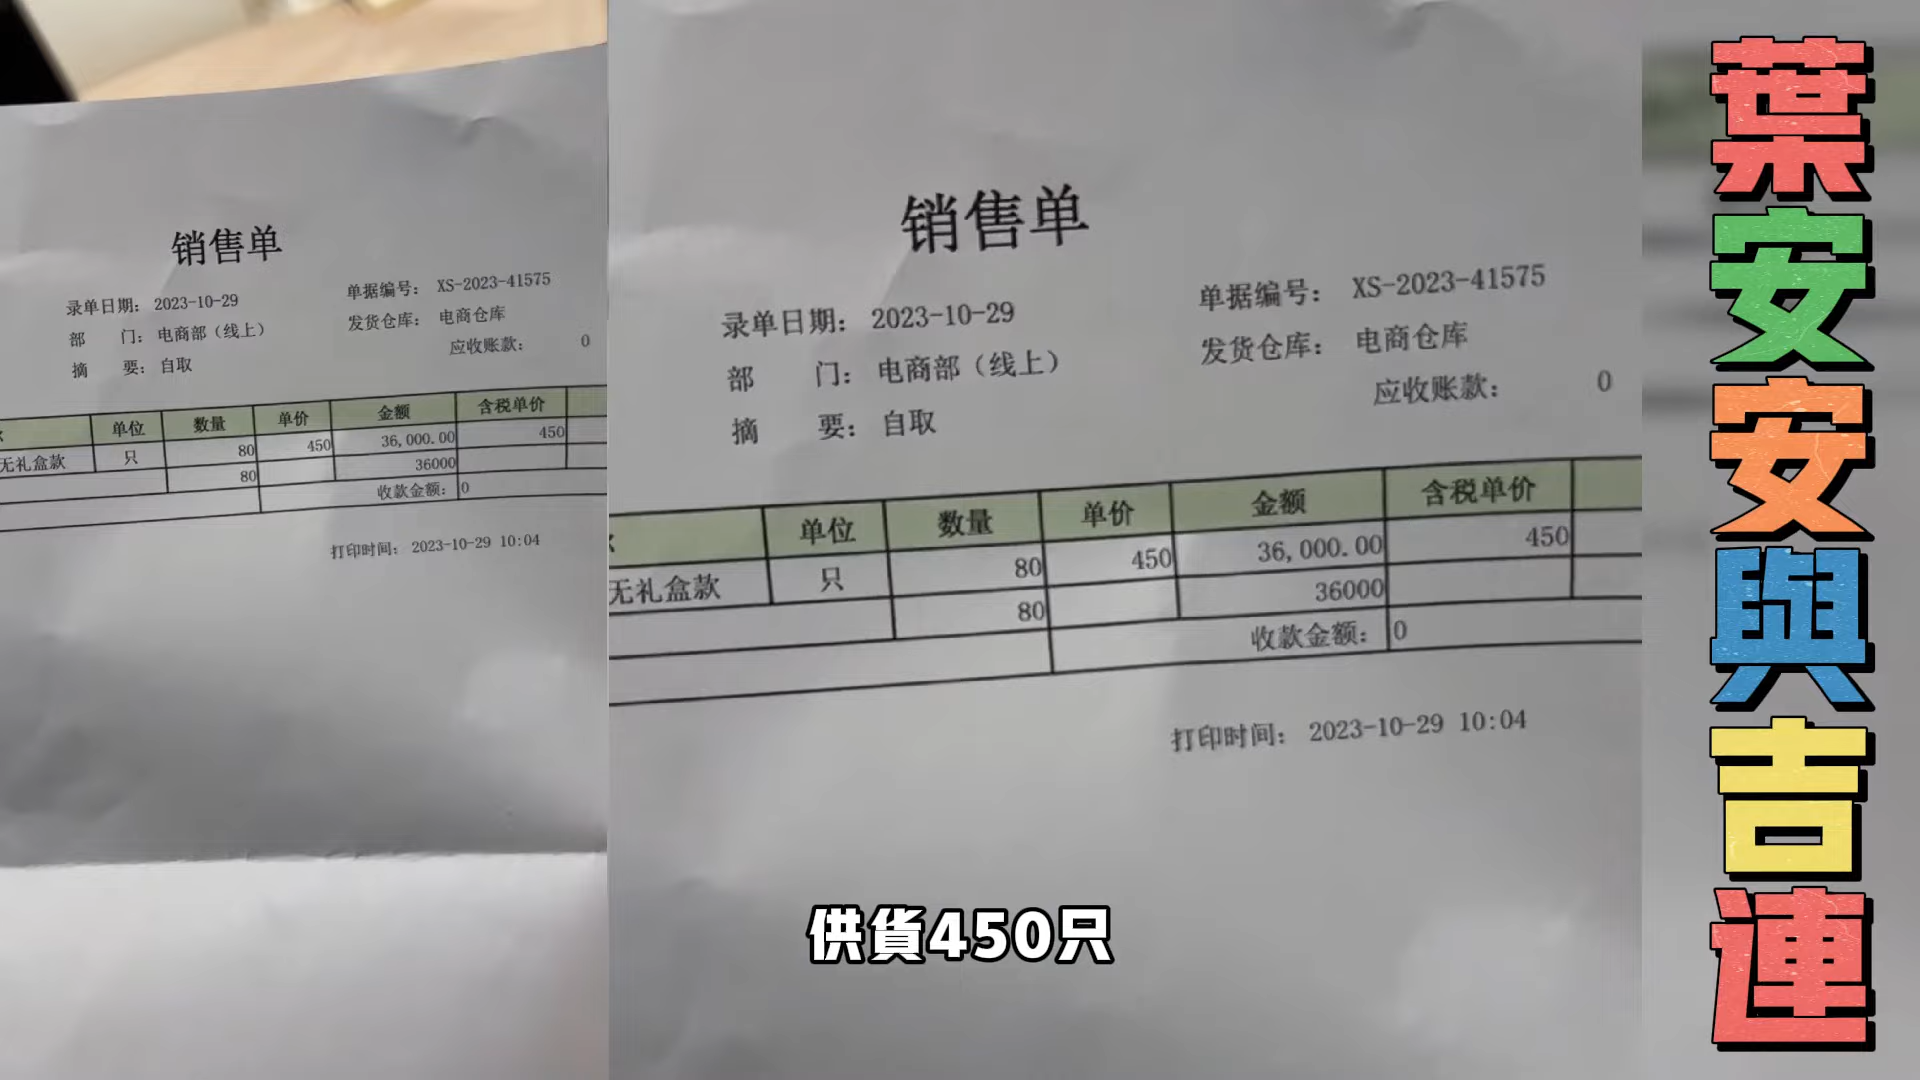 销售单
录单日期： 2023-10-29
单据编号： XS-2023-41575
部 门： 电商部（线上）
发货仓库： 电商仓库
摘 要： 自取
应收账款： 0
单位 数量 单价 金额 含税单价
无礼盒款 只 80 450 36,000.00 450
80 36000
收款金额： 0
打印时间： 2023-10-29 10:04
销售单
录单日期： 2023-10-29
单据编号： XS-2023-41575
部 门： 电商部（线上）
发货仓库： 电商仓库
摘 要： 自取
应收账款： 0
单位 数量 单价 金额 含税单价
无礼盒款 只 80 450 36,000.00 450
80 36000
收款金额： 0
打印时间： 2023-10-29 10:04
供貨450只
葉安安與吉連